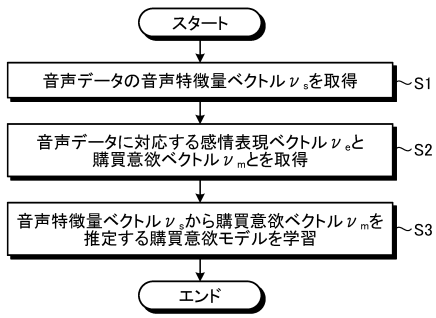 スタート
音声データの音声特徴量ベクトルνsを取得
~S1
音声データに対応する感情表現ベクトルνeと
購買意欲ベクトルνmとを取得
~S2
音声特徴量ベクトルνsから購買意欲ベクトルνmを
推定する購買意欲モデルを学習
~S3
エンド